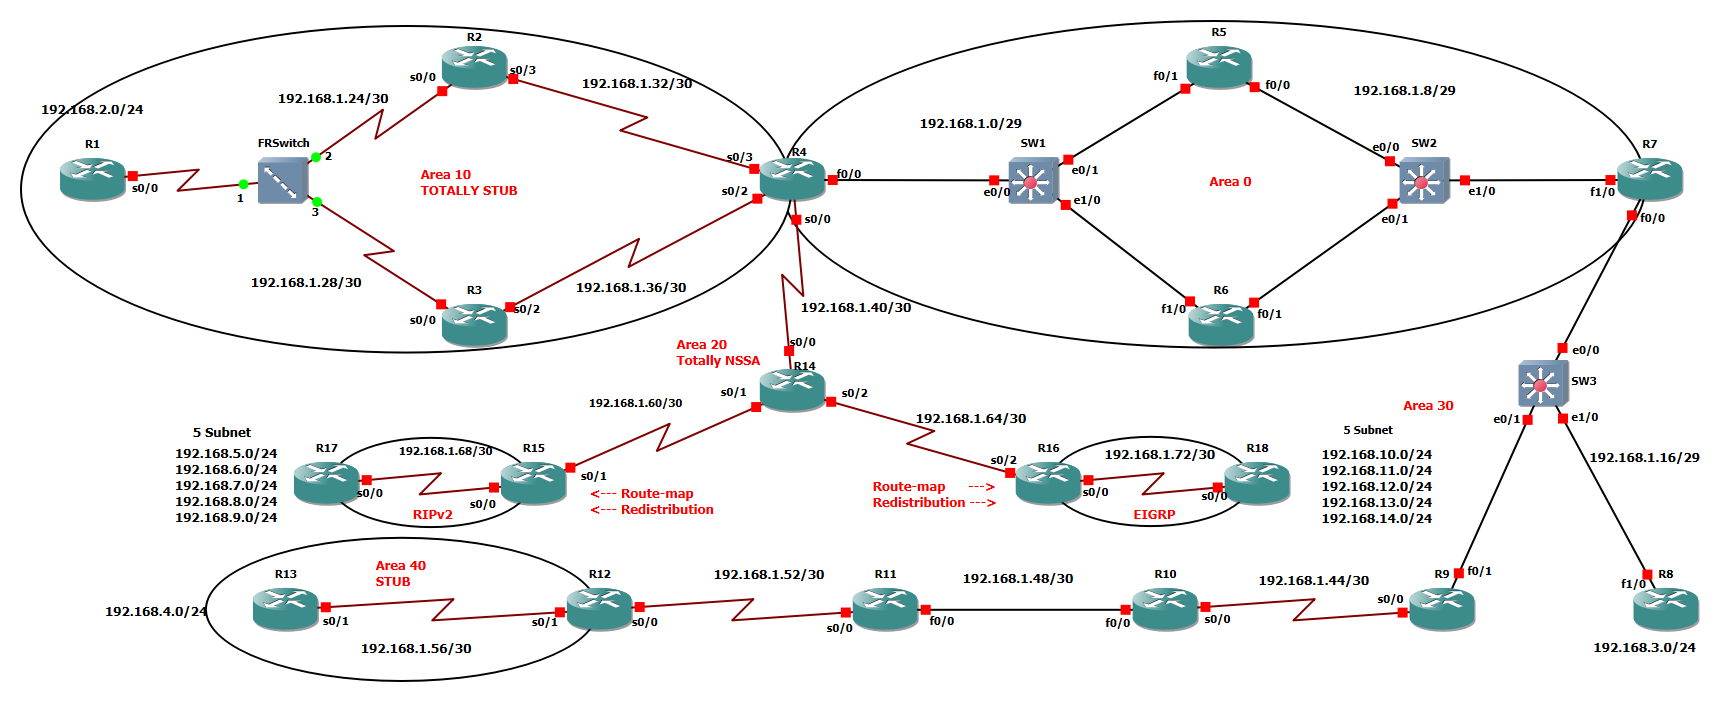 R2
s0/0
s0/3
192.168.1.32/30
192.168.2.0/24
192.168.1.24/30
R1
FRSwitch
2
s0/0
1
3
Area 10
TOTALLY STUB
192.168.1.28/30
R3
s0/0
s0/2
192.168.1.36/30
s0/3
R4
s0/2
f0/0
s0/0
R5
f0/1
f0/0
192.168.1.8/29
192.168.1.0/29
SW1
e0/1
e0/0
e1/0
Area 0
SW2
e0/0
e1/0
e0/1
R7
f1/0
f0/0
R6
f1/0
f0/1
192.168.1.40/30
Area 20
Totally NSSA
s0/0
R14
s0/1
s0/2
192.168.1.60/30
192.168.1.64/30
e0/0
SW3
e0/1
e1/0
Area 30
192.168.1.16/29
5 Subnet
192.168.5.0/24
192.168.6.0/24
192.168.7.0/24
192.168.8.0/24
192.168.9.0/24
R17
192.168.1.68/30
R15
s0/0
s0/0
s0/1
RIPv2
<--- Route-map
<--- Redistribution
Route-map --->
Redistribution --->
s0/2
R16
192.168.1.72/30
R18
s0/0
s0/0
EIGRP
5 Subnet
192.168.10.0/24
192.168.11.0/24
192.168.12.0/24
192.168.13.0/24
192.168.14.0/24
Area 40
STUB
R13
192.168.4.0/24
s0/1
192.168.1.56/30
s0/1
R12
s0/0
192.168.1.52/30
R11
s0/0
f0/0
192.168.1.48/30
R10
f0/0
s0/0
192.168.1.44/30
R9
s0/0
f0/1
f1/0
R8
192.168.3.0/24